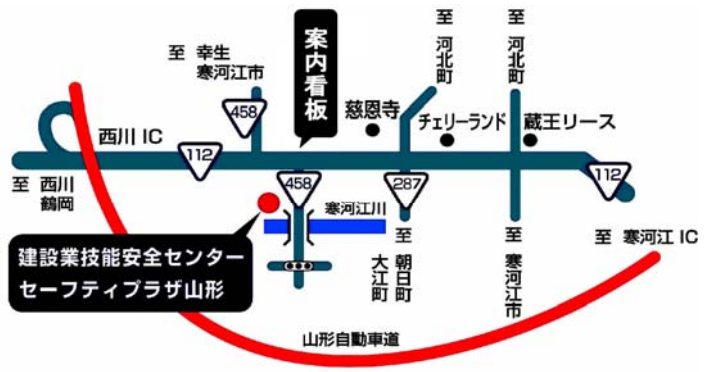 至 幸生
寒河江市
案内看板
至 河北町
至 河北町
458
慈恩寺
チェリーランド
蔵王リース
西川 IC
112
至 西川
鶴岡
458
寒河江川
287
112
建設業技能安全センター
セーフティプラザ山形
至 朝日町
大江町
至 寒河江市
至 寒河江 IC
山形自動車道